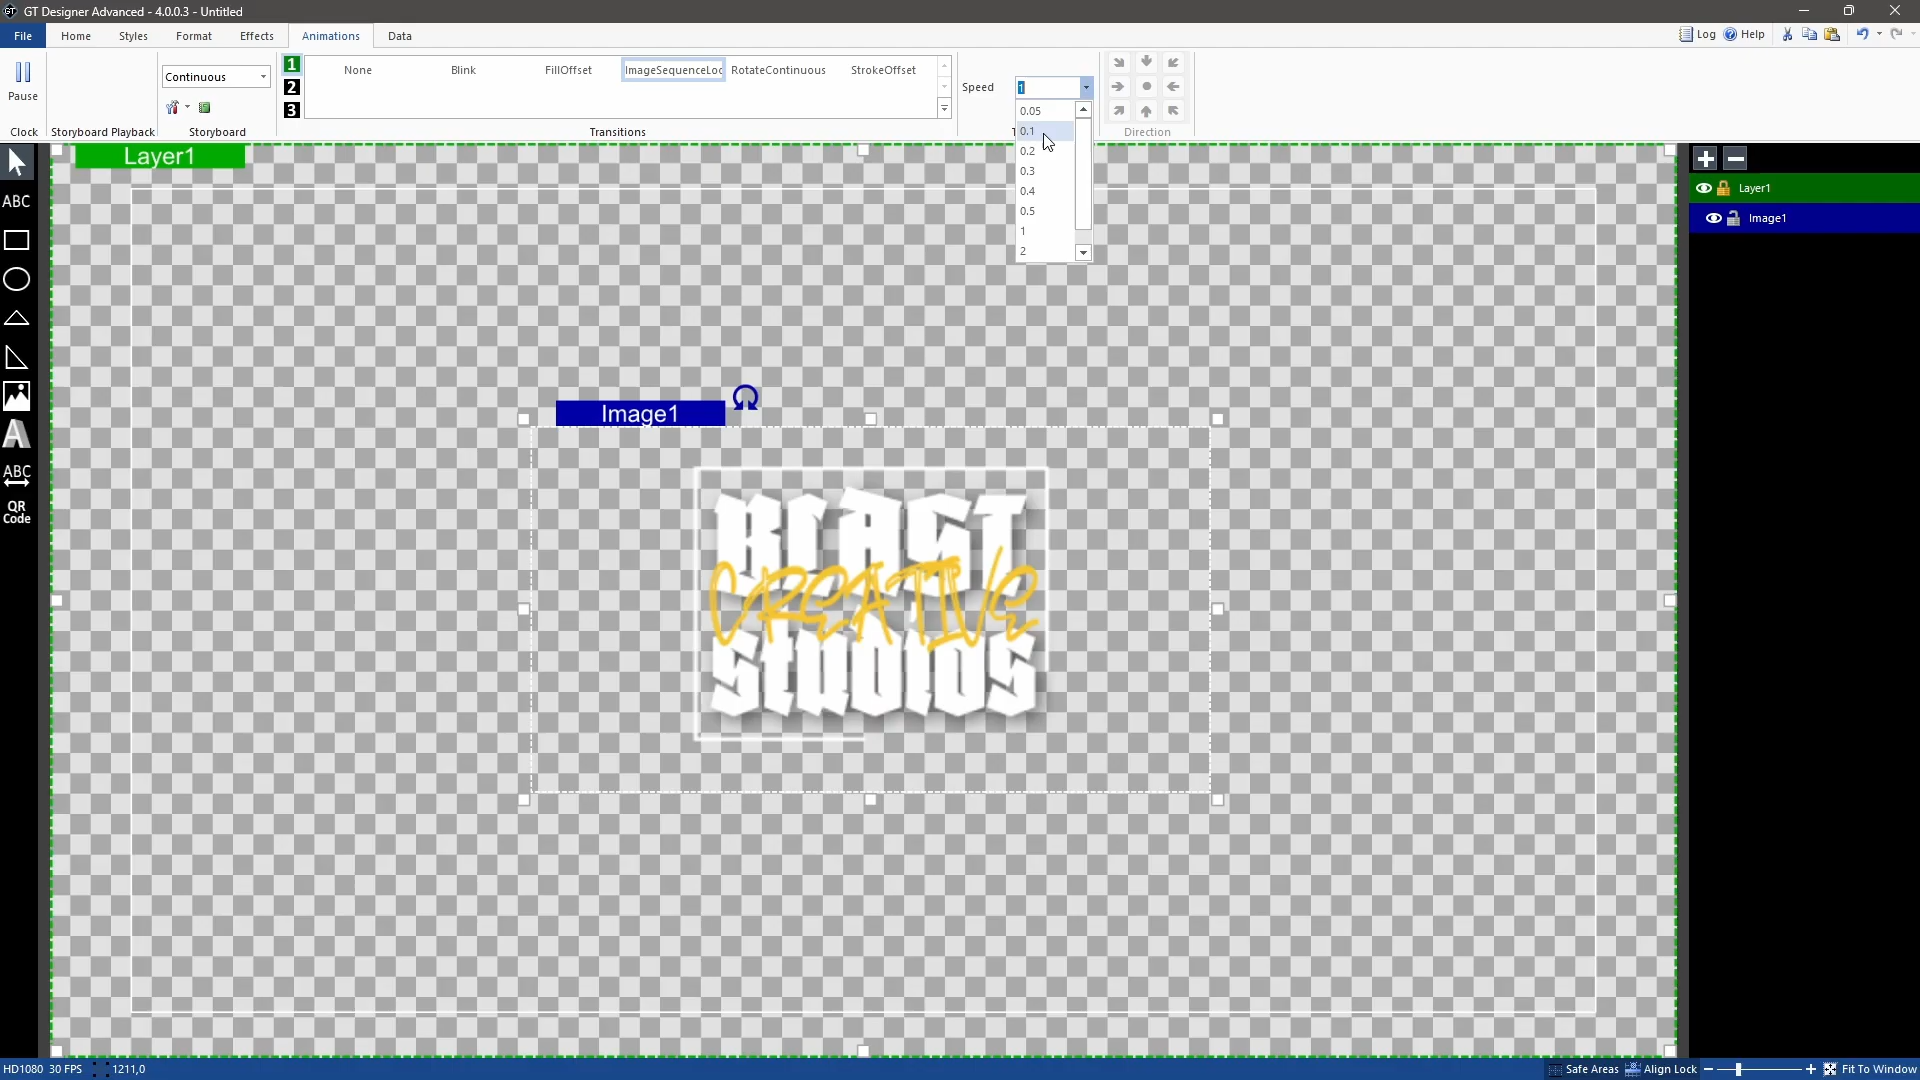 GT Designer Advanced - 4.0.0.3 - Untitled
File Home Styles Format Effects Animations Data
Log Help
Pause
Clock
Storyboard Playback
Continuous
Storyboard
1
2
3
None Blink FillOffset ImageSequenceLoo RotateContinuous StrokeOffset
Transitions
Speed 1
0.05
0.1
0.2
0.3
0.4
0.5
1
2
Direction
ABC
ABC
QR
Code
Layer1
Image1
BLAST
CREATIVE
STUDIOS
Layer1
Image1
HD1080 30 FPS 1211,0
Safe Areas Align Lock Fit To Window